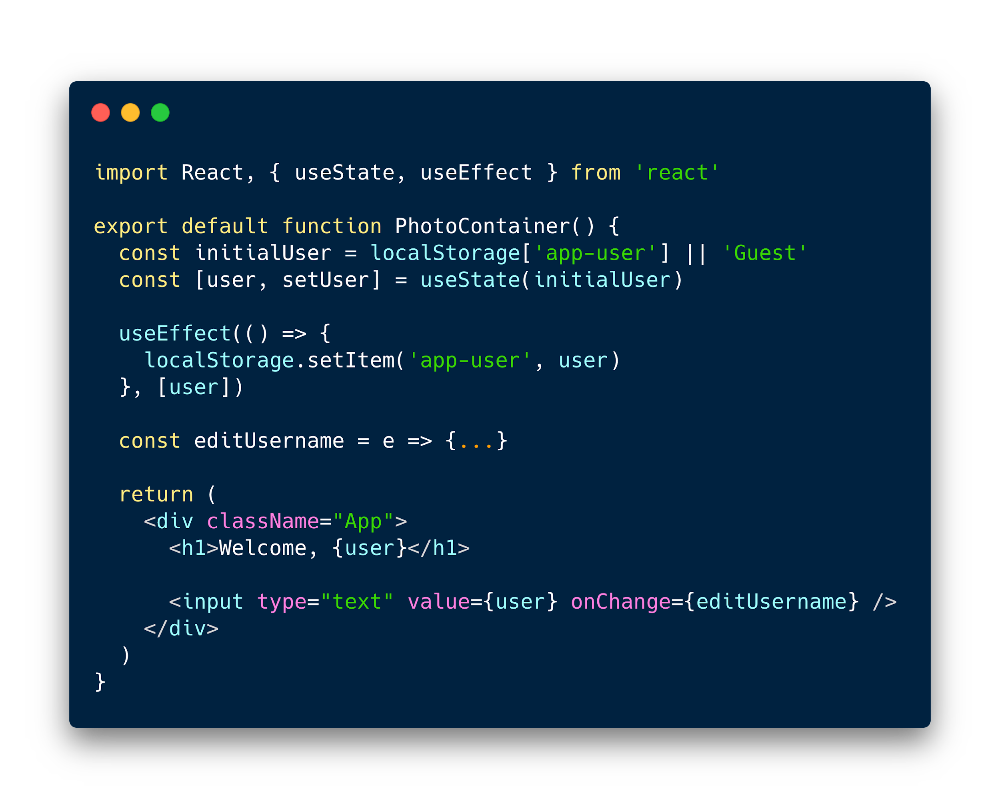 import React, { useState, useEffect } from 'react'
export default function PhotoContainer() {
  const initialUser = localStorage['app-user'] || 'Guest'
  const [user, setUser] = useState(initialUser)
  useEffect(() => {
    localStorage.setItem('app-user', user)
  }, [user])
  const editUsername = e => {...}
  return (
    <div className="App">
      <h1>Welcome, {user}</h1>
      <input type="text" value={user} onChange={editUsername} />
    </div>
  )
}